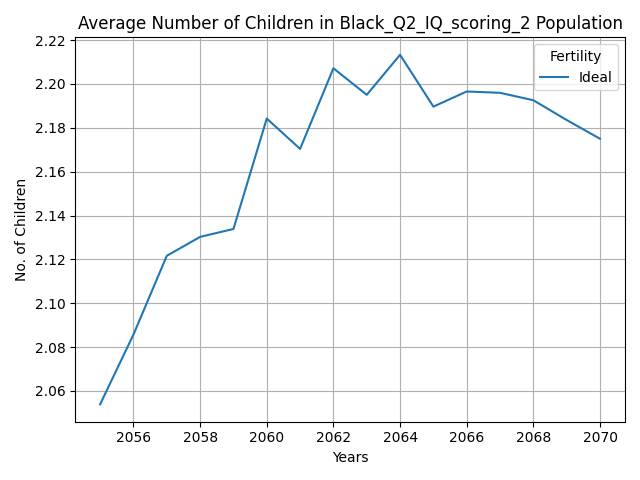 Average Number of Children in Black_Q2_IQ_scoring_2 Population
Fertility
Ideal
2.22
2.20
2.18
2.16
2.14
2.12
2.10
2.08
2.06
No. of Children
2056 2058 2060 2062 2064 2066 2068 2070
Years